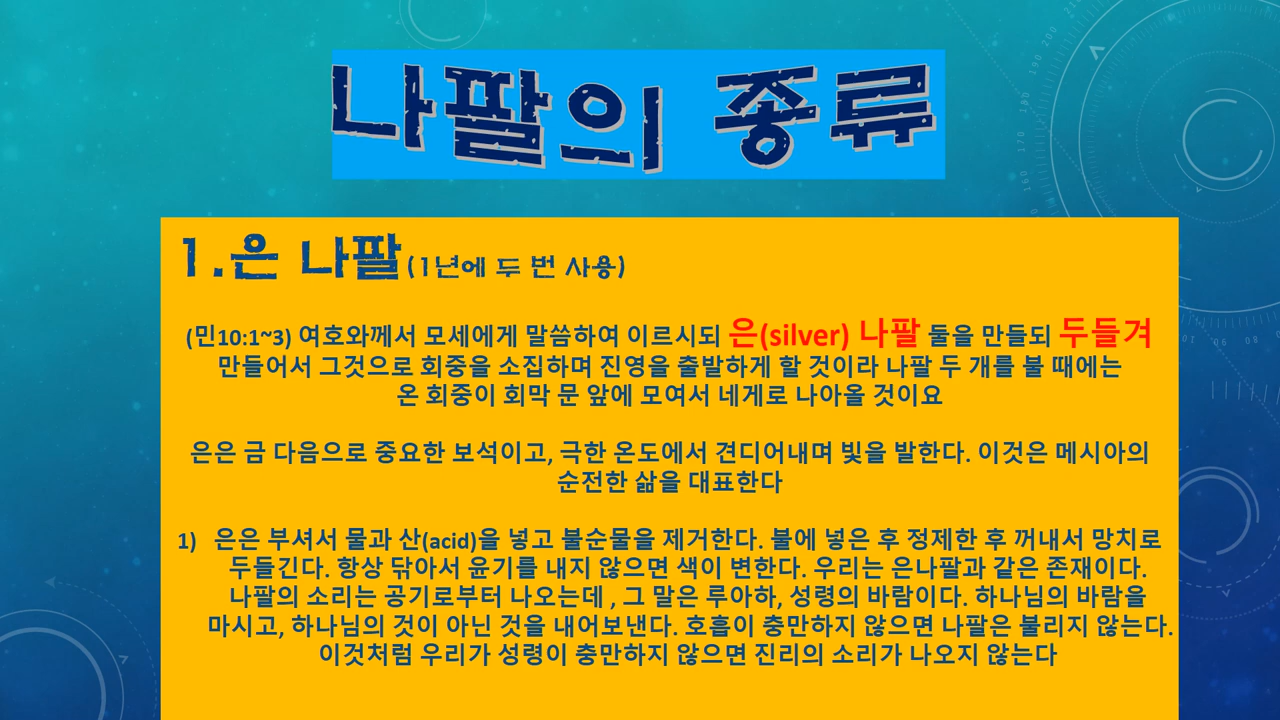 나팔의 종류
1.은 나팔(1년에 두 번 사용)
(민10:1~3) 여호와께서 모세에게 말씀하여 이르시되 은(silver) 나팔 둘을 만들되 두들겨
만들어서 그것으로 회중을 소집하며 진영을 출발하게 할 것이라 나팔 두 개를 불 때에는
온 회중이 회막 문 앞에 모여서 네게로 나아올 것이요
은은 금 다음으로 중요한 보석이고, 극한 온도에서 견디어내며 빛을 발한다. 이것은 메시아의
순전한 삶을 대표한다
1) 은은 부셔서 물과 산(acid)을 넣고 불순물을 제거한다. 불에 넣은 후 정제한 후 꺼내서 망치로
두들긴다. 항상 닦아서 윤기를 내지 않으면 색이 변한다. 우리는 은나팔과 같은 존재이다.
나팔의 소리는 공기로부터 나오는데 , 그 말은 루아하, 성령의 바람이다. 하나님의 바람을
마시고, 하나님의 것이 아닌 것을 내어보낸다. 호흡이 충만하지 않으면 나팔은 불리지 않는다.
이것처럼 우리가 성령이 충만하지 않으면 진리의 소리가 나오지 않는다